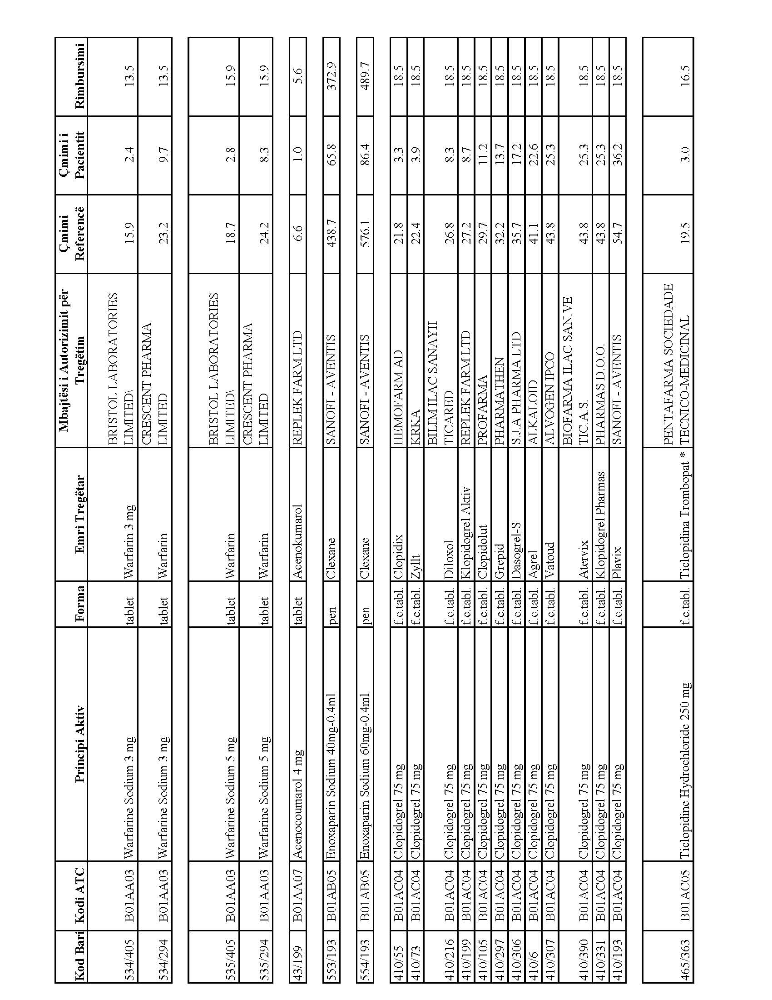 Kod Bari Kodi ATC Principi Aktiv Forma Emri Tregëtar Mbajtësi i Autorizimit për Tregëtim Çmimi Referencë Çmimi i Pacientit Rimbursimi
534/405 B01AA03 Warfarine Sodium 3 mg tablet Warfarin 3 mg BRISTOL LABORATORIES LIMITED\ 15.9 2.4 13.5
534/294 B01AA03 Warfarine Sodium 3 mg tablet Warfarin CRESCENT PHARMA LIMITED 23.2 9.7 13.5
535/405 B01AA03 Warfarine Sodium 5 mg tablet Warfarin BRISTOL LABORATORIES LIMITED\ 18.7 2.8 15.9
535/294 B01AA03 Warfarine Sodium 5 mg tablet Warfarin CRESCENT PHARMA LIMITED 24.2 8.3 15.9
43/199 B01AA07 Acenocoumarol 4 mg tablet Acenokumarol REPLEK FARM LTD 6.6 1.0 5.6
553/193 B01AB05 Enoxaparin Sodium 40mg-0.4ml pen Clexane SANOFI - AVENTIS 438.7 65.8 372.9
554/193 B01AB05 Enoxaparin Sodium 60mg-0.4ml pen Clexane SANOFI - AVENTIS 576.1 86.4 489.7
410/55 B01AC04 Clopidogrel 75 mg f.c.tabl. Clopidix HEMOFARM AD 21.8 3.3 18.5
410/73 B01AC04 Clopidogrel 75 mg f.c.tabl. Zyllt KRKA 22.4 3.9 18.5
410/216 B01AC04 Clopidogrel 75 mg f.c.tabl. Diloxol BILIM ILAC SANAYII TICARED 26.8 8.3 18.5
410/199 B01AC04 Clopidogrel 75 mg f.c.tabl. Klopidogrel Aktiv REPLEK FARM LTD 27.2 8.7 18.5
410/105 B01AC04 Clopidogrel 75 mg f.c.tabl. Clopidolut PROFARMA 29.7 11.2 18.5
410/297 B01AC04 Clopidogrel 75 mg f.c.tabl. Grepid PHARMATHEN 32.2 13.7 18.5
410/306 B01AC04 Clopidogrel 75 mg f.c.tabl. Dasogrel-S S.J.A PHARMA LTD 35.7 17.2 18.5
410/6 B01AC04 Clopidogrel 75 mg f.c.tabl. Agrel ALKALOID 41.1 22.6 18.5
410/307 B01AC04 Clopidogrel 75 mg f.c.tabl. Vatoud ALVOGEN IPCO 43.8 25.3 18.5
410/390 B01AC04 Clopidogrel 75 mg f.c.tabl. Atervix BIOFARMA ILAC SAN.VE TIC.A.S. 43.8 25.3 18.5
410/331 B01AC04 Clopidogrel 75 mg f.c.tabl. Klopidogrel Pharmas PHARMAS D.O.O. 43.8 25.3 18.5
410/193 B01AC04 Clopidogrel 75 mg f.c.tabl. Plavix SANOFI - AVENTIS 54.7 36.2 18.5
465/363 B01AC05 Ticlopidine Hydrochloride 250 mg f.c.tabl. Ticlopidina Trombopat * PENTAFARMA SOCIEDADE TECNICO-MEDICINAL 19.5 3.0 16.5